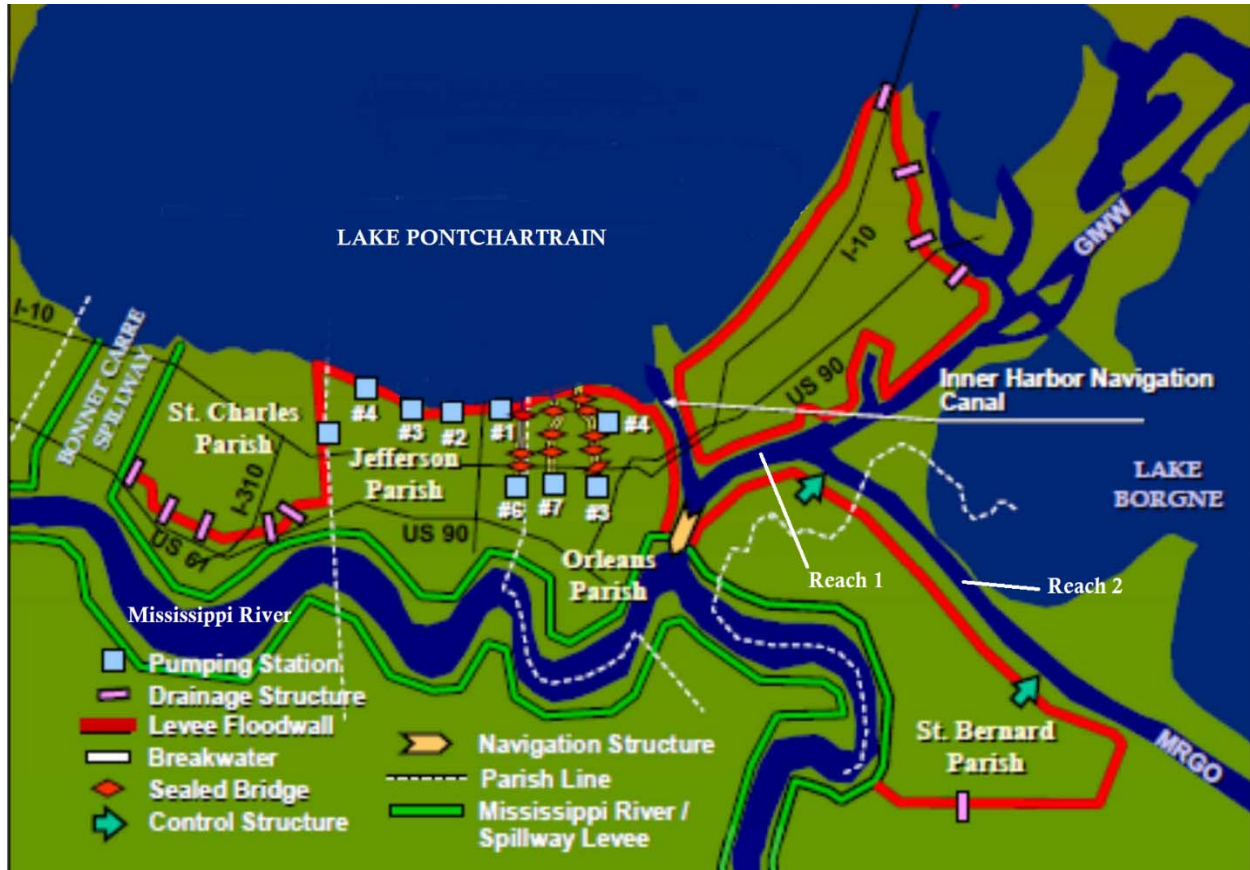 LAKE PONTCHARTRAIN
I-10
BONNET CARRE
SPILLWAY
St. Charles
Parish
I-310
US 61
#4
#3
#2
#1
Jefferson
Parish
US 90
#4
#6
#7
#3
Orleans
Parish
I-10
US 90
GIWW
Inner Harbor Navigation
Canal
LAKE
BORGNE
Reach 1
Reach 2
Mississippi River
St. Bernard
Parish
MRGO
Pumping Station
Drainage Structure
Levee Floodwall
Breakwater
Sealed Bridge
Control Structure
Navigation Structure
Parish Line
Mississippi River /
Spillway Levee